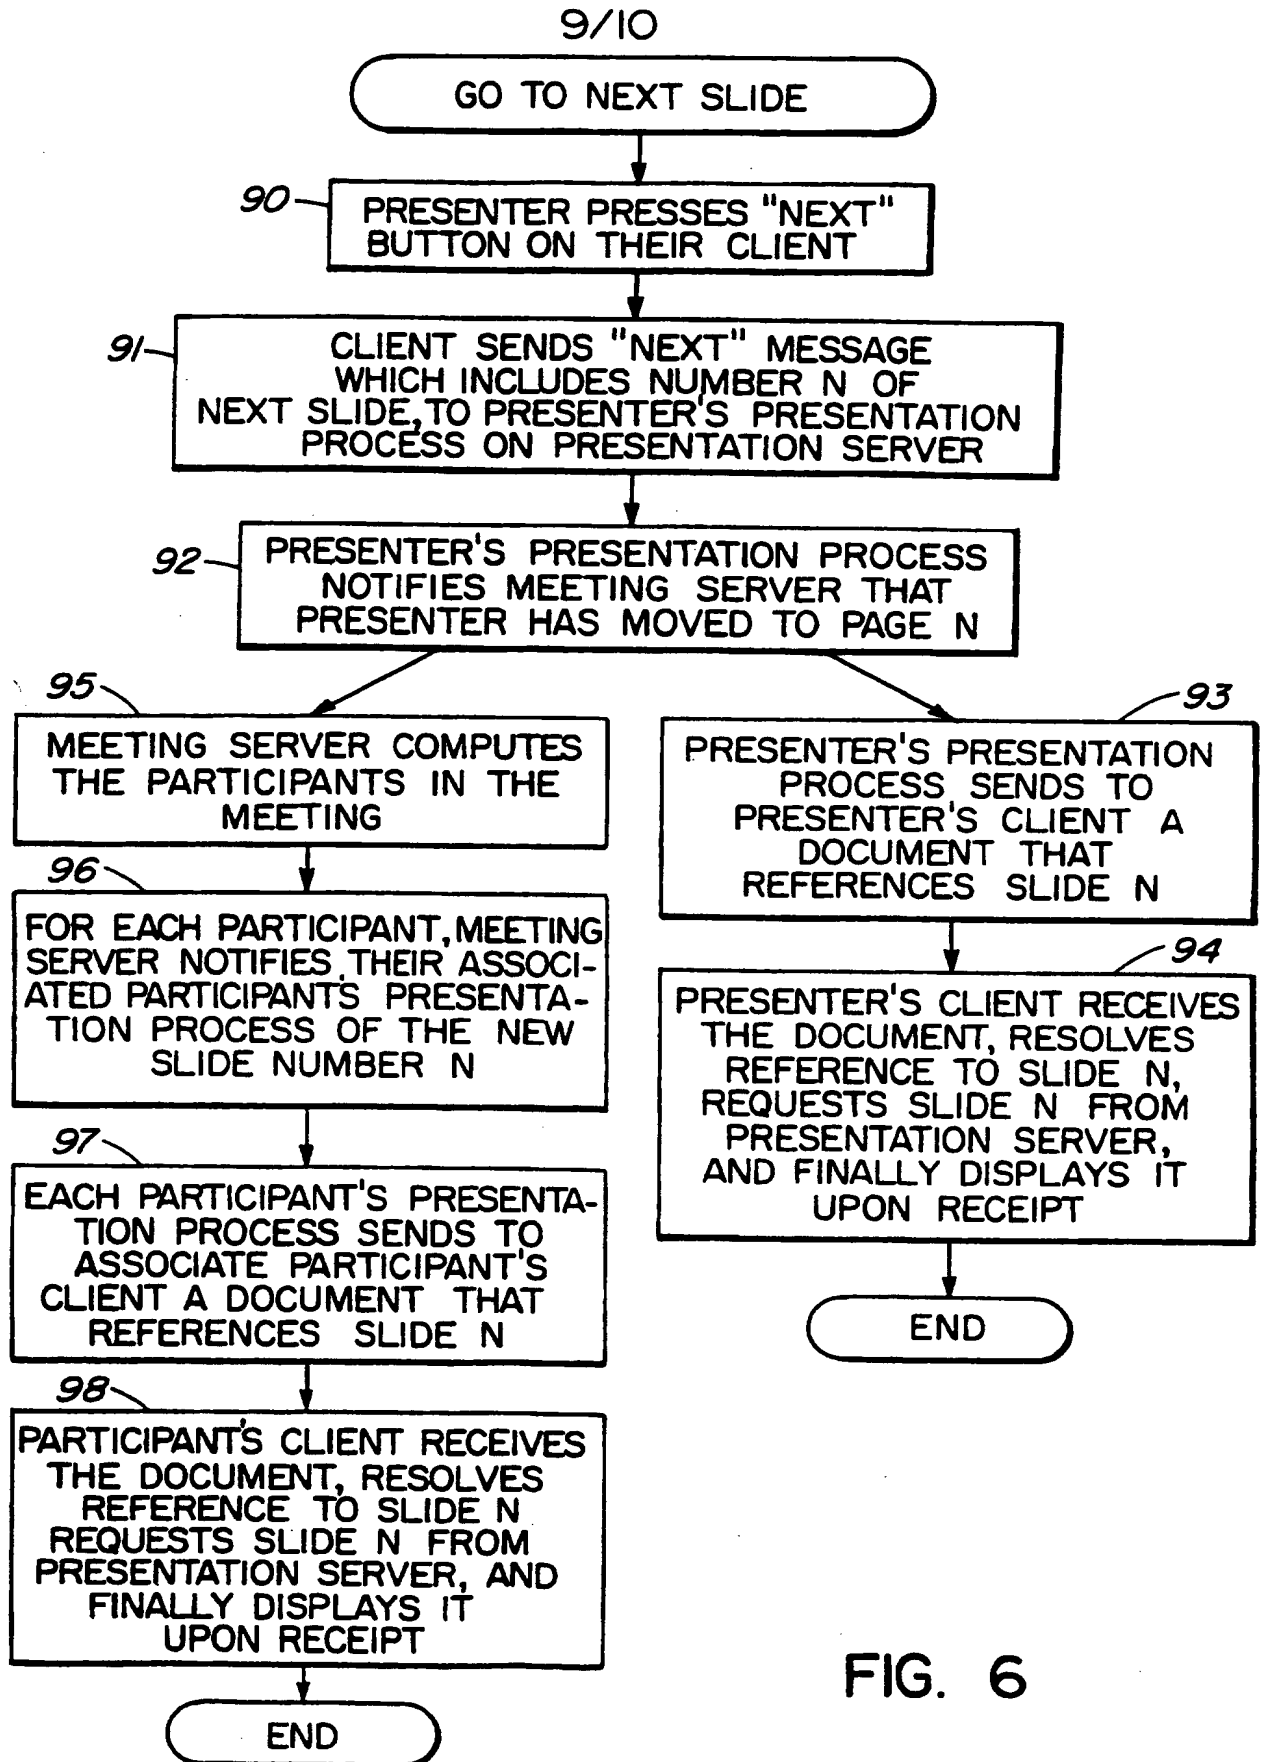 9/10
GO TO NEXT SLIDE
90
PRESENTER PRESSES "NEXT"
BUTTON ON THEIR CLIENT
91
CLIENT SENDS "NEXT" MESSAGE
WHICH INCLUDES NUMBER N OF
NEXT SLIDE, TO PRESENTER'S PRESENTATION
PROCESS ON PRESENTATION SERVER
92
PRESENTER'S PRESENTATION PROCESS
NOTIFIES MEETING SERVER THAT
PRESENTER HAS MOVED TO PAGE N
95
MEETING SERVER COMPUTES
THE PARTICIPANTS IN THE
MEETING
96
FOR EACH PARTICIPANT, MEETING
SERVER NOTIFIES, THEIR ASSOCI-
ATED PARTICIPANTS PRESENTA-
TION PROCESS OF THE NEW
SLIDE NUMBER N
97
EACH PARTICIPANT'S PRESENTA-
TION PROCESS SENDS TO
ASSOCIATE PARTICIPANT'S
CLIENT A DOCUMENT THAT
REFERENCES SLIDE N
98
PARTICIPANT'S CLIENT RECEIVES
THE DOCUMENT, RESOLVES
REFERENCE TO SLIDE N
REQUESTS SLIDE N FROM
PRESENTATION SERVER, AND
FINALLY DISPLAYS IT
UPON RECEIPT
END
93
PRESENTER'S PRESENTATION
PROCESS SENDS TO
PRESENTER'S CLIENT A
DOCUMENT THAT
REFERENCES SLIDE N
94
PRESENTER'S CLIENT RECEIVES
THE DOCUMENT, RESOLVES
REFERENCE TO SLIDE N,
REQUESTS SLIDE N FROM
PRESENTATION SERVER,
AND FINALLY DISPLAYS IT
UPON RECEIPT
END
FIG. 6